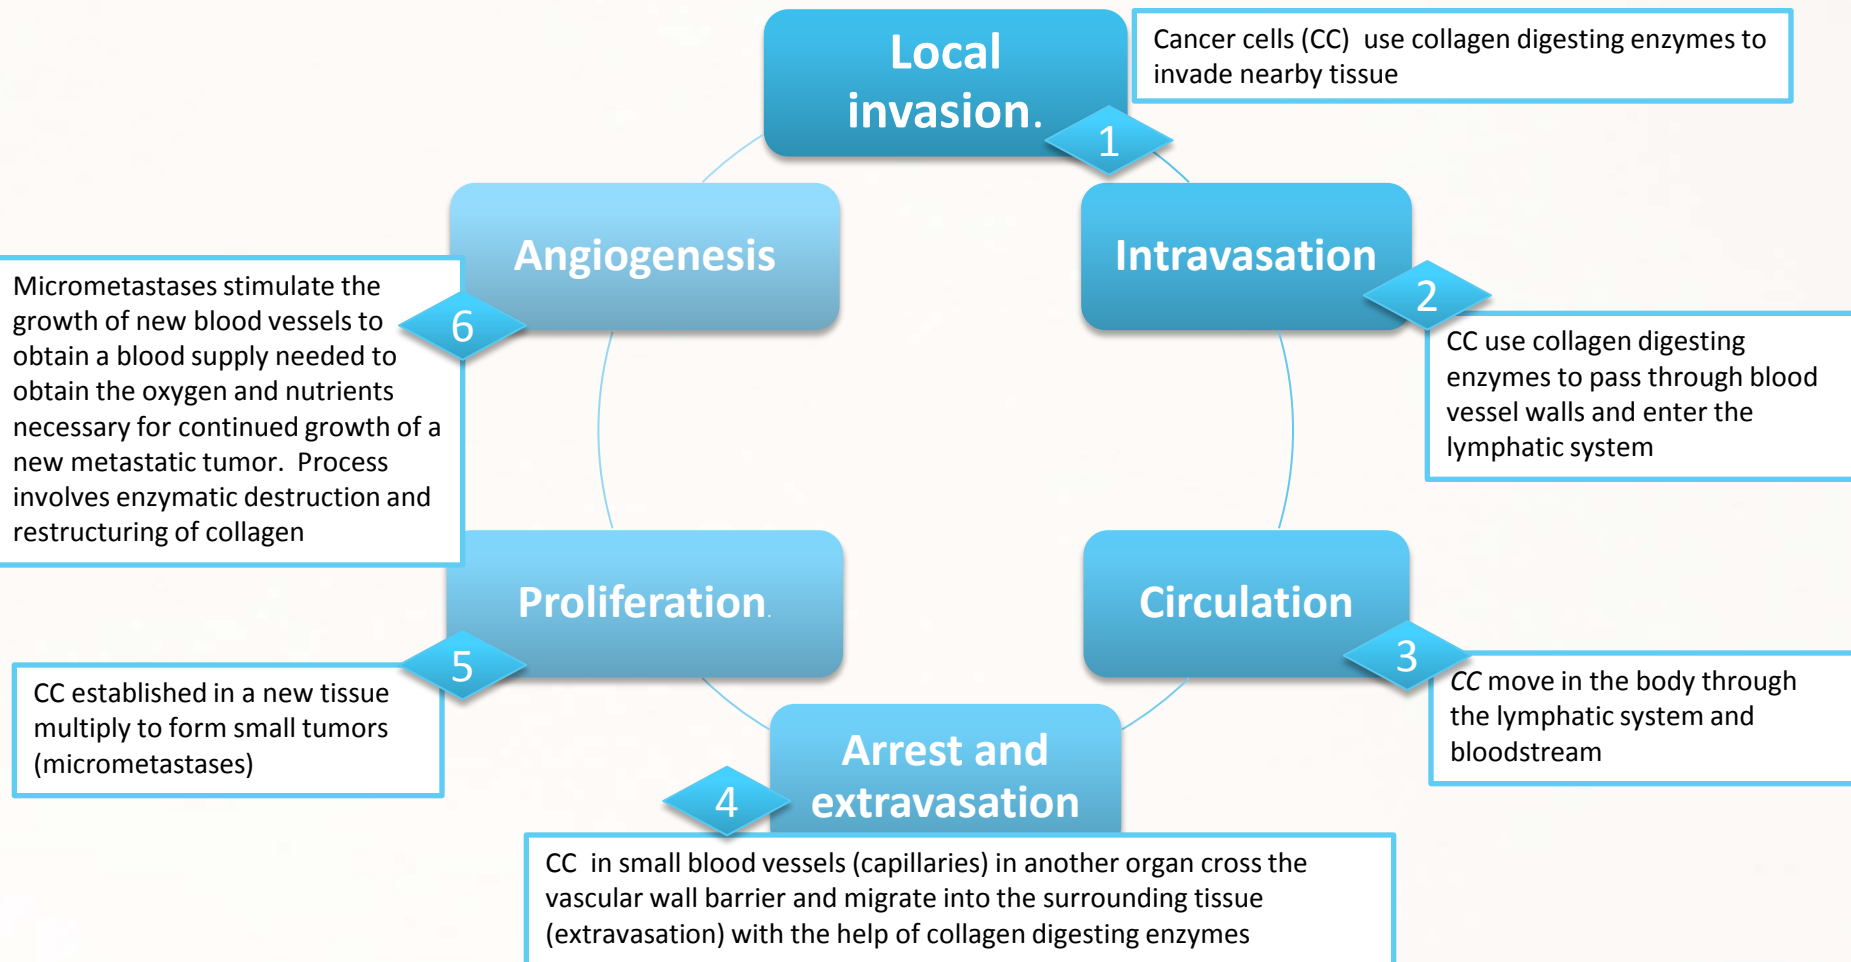 Local
invasion.
1
Cancer cells (CC)  use collagen digesting enzymes to
invade nearby tissue
Intravasation
2
CC use collagen digesting
enzymes to pass through blood
vessel walls and enter the
lymphatic system
Circulation
3
CC move in the body through
the lymphatic system and
bloodstream
Arrest and
extravasation
4
CC  in small blood vessels (capillaries) in another organ cross the
vascular wall barrier and migrate into the surrounding tissue
(extravasation) with the help of collagen digesting enzymes
Proliferation.
5
CC established in a new tissue
multiply to form small tumors
(micrometastases)
Angiogenesis
6
Micrometastases stimulate the
growth of new blood vessels to
obtain a blood supply needed to
obtain the oxygen and nutrients
necessary for continued growth of a
new metastatic tumor.  Process
involves enzymatic destruction and
restructuring of collagen